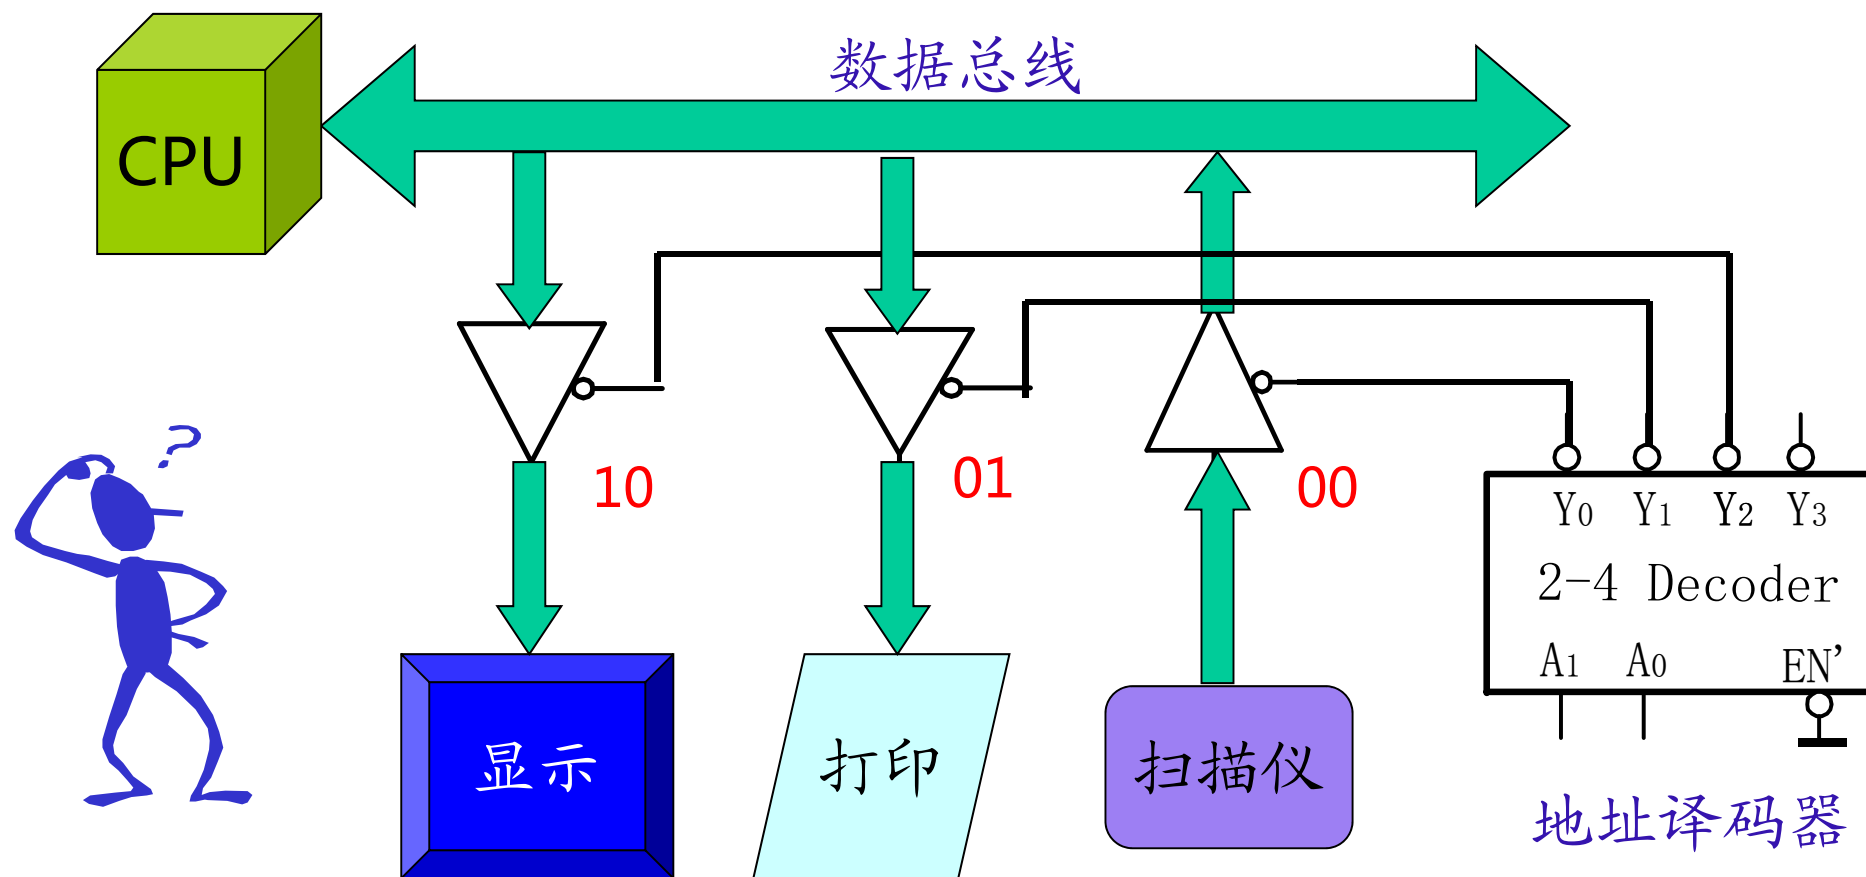 数据总线
CPU
?
10
01
00
Y0 Y1 Y2 Y3
2-4 Decoder
A1 A0 EN'
显示
打印
扫描仪
地址译码器